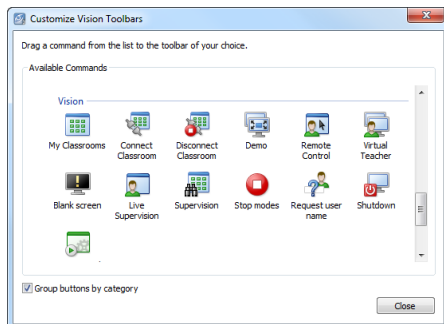 Customize Vision Toolbars
Drag a command from the list to the toolbar of your choice.
Available Commands
Vision
My Classrooms
Connect
Classroom
Disconnect
Classroom
Demo
Remote
Control
Virtual
Teacher
Blank screen
Live
Supervision
Supervision
Stop modes
Request user
name
Shutdown
Group buttons by category
Close